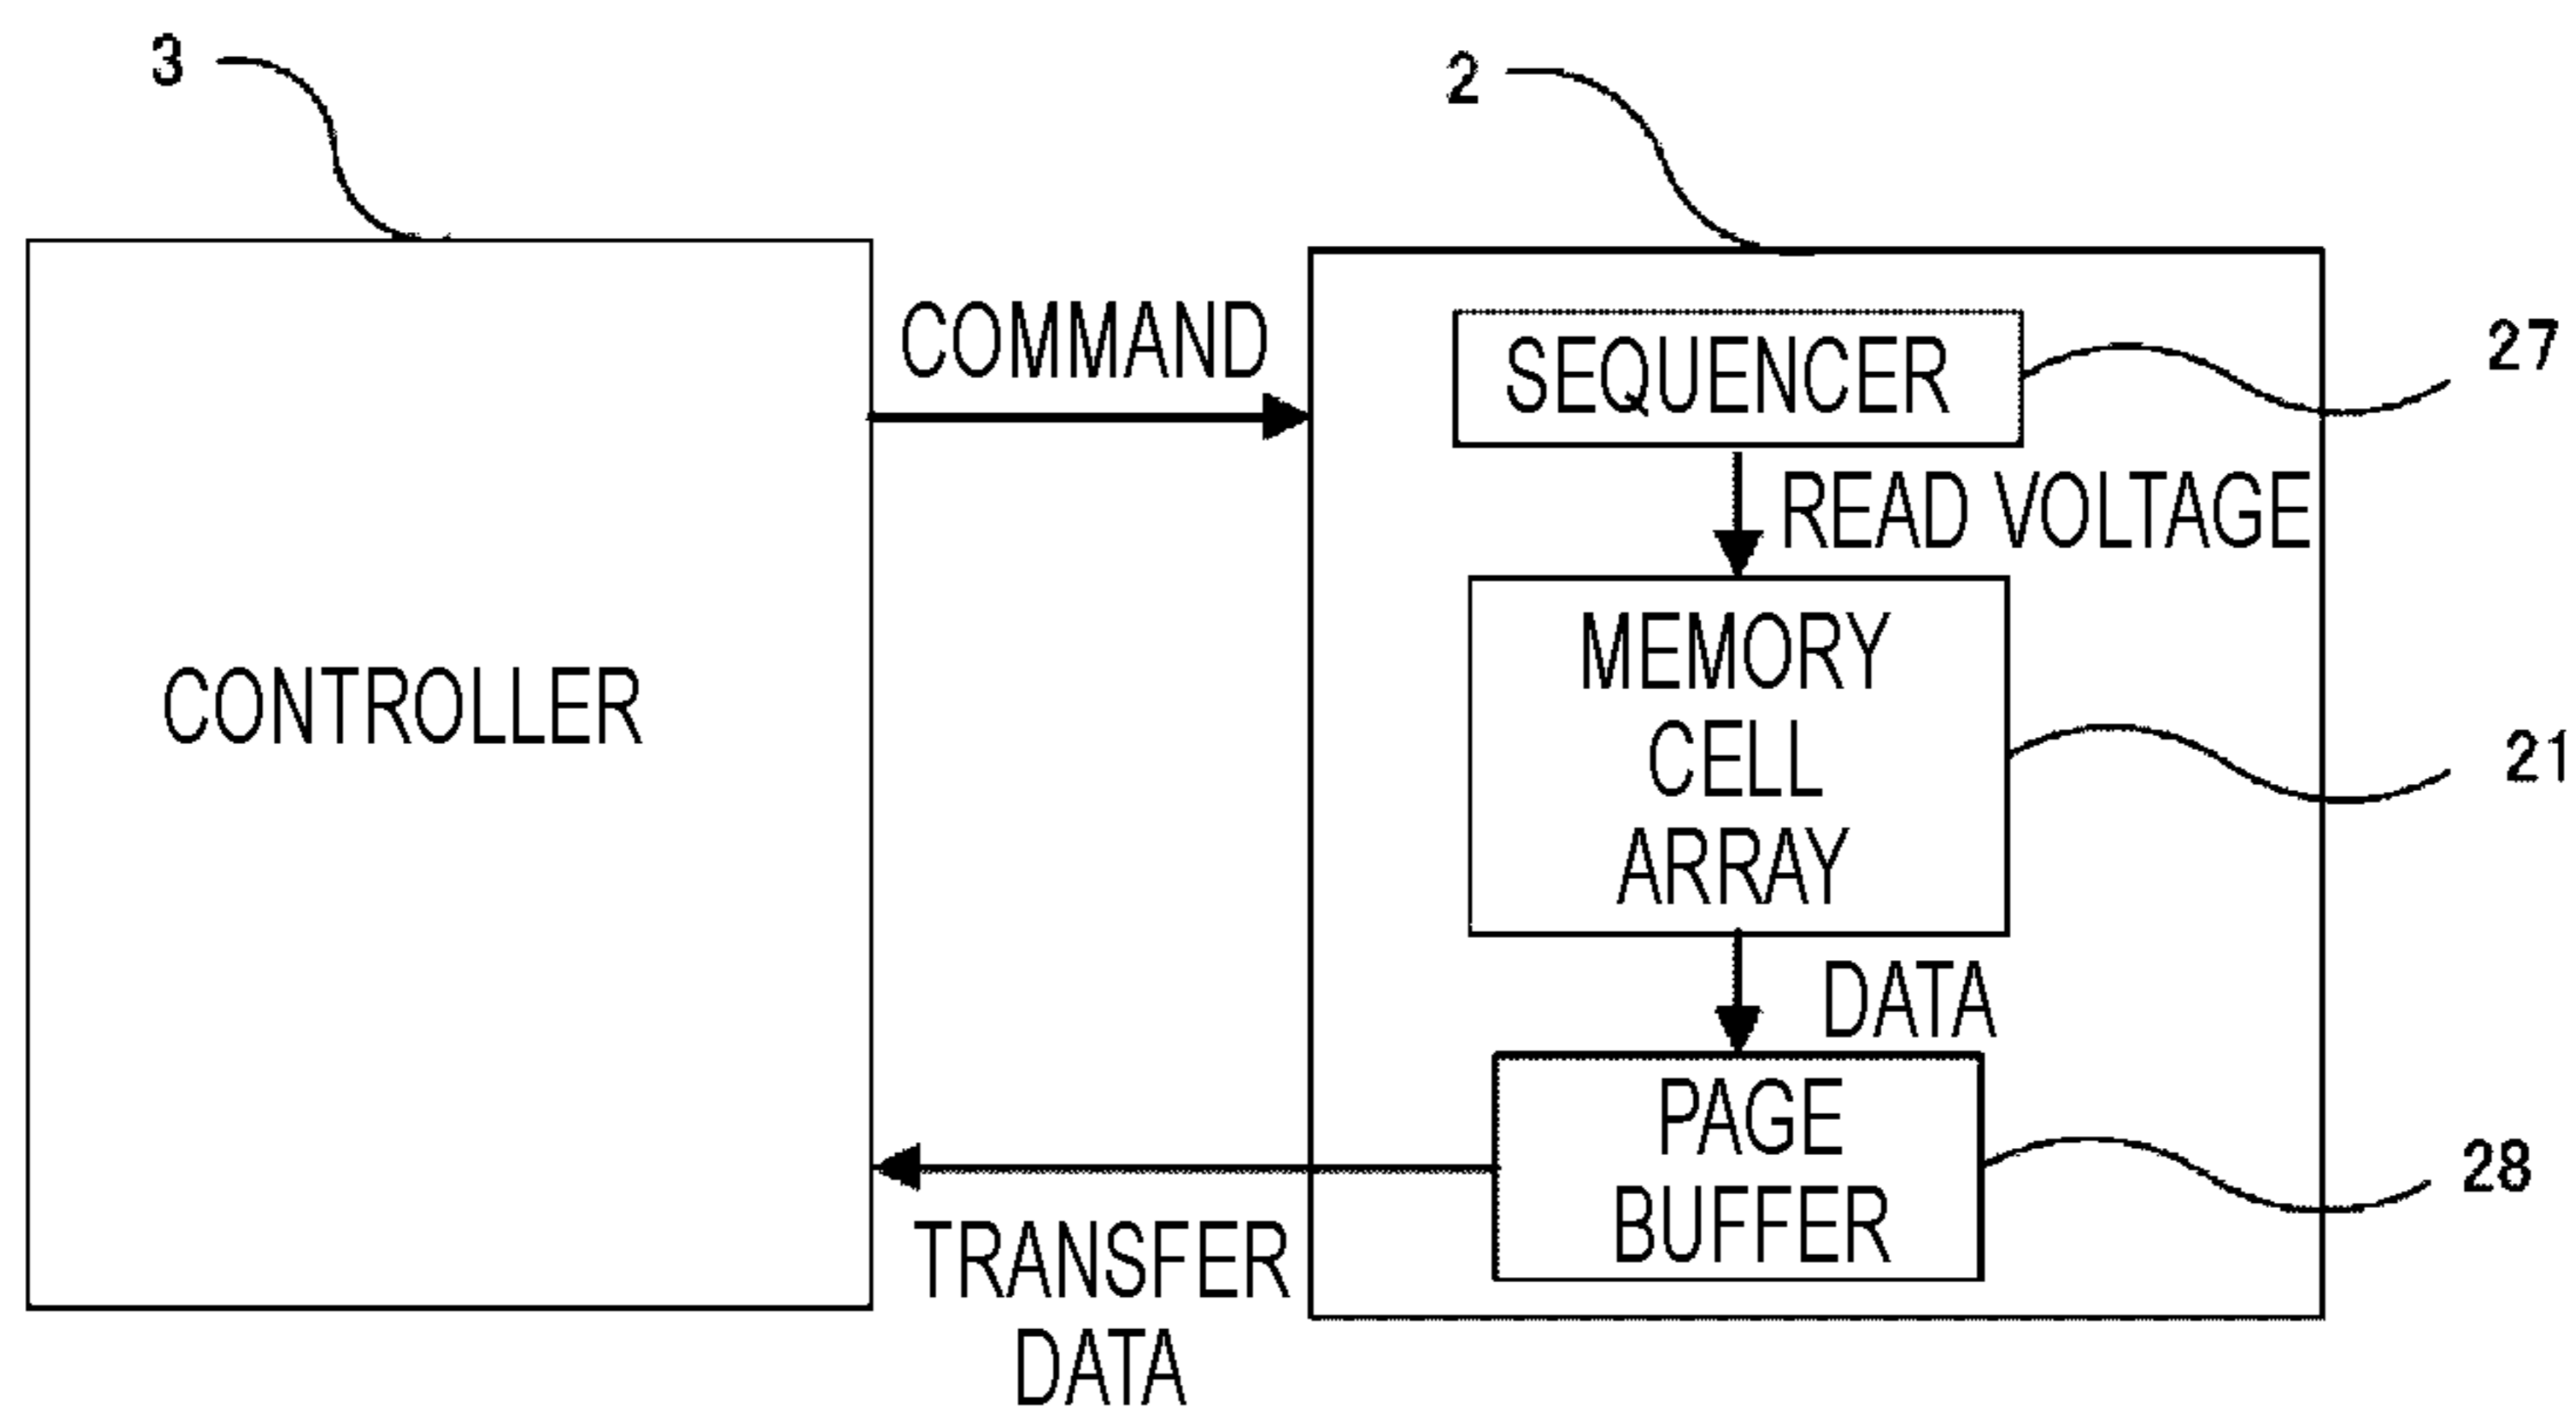 3
2
COMMAND
SEQUENCER
27
READ VOLTAGE
CONTROLLER
MEMORY
CELL
ARRAY
21
DATA
PAGE
BUFFER
28
TRANSFER
DATA